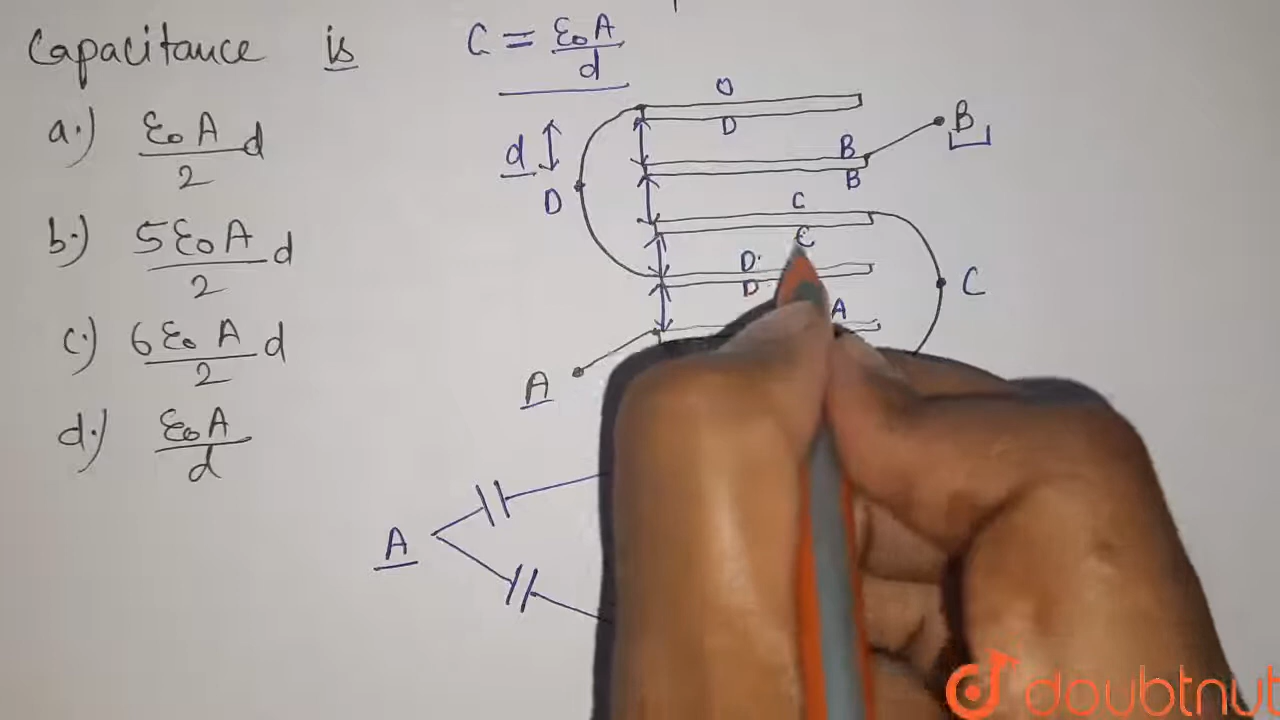 Capacitance is
C = ε₀A/d
a.) ε₀A/2 d
b.) 5ε₀A/2 d
c.) 6ε₀A/2 d
d.) ε₀A/d
D
D
B
B
B
d
D
C
C
C
D
D
A
A
A
doubtnut